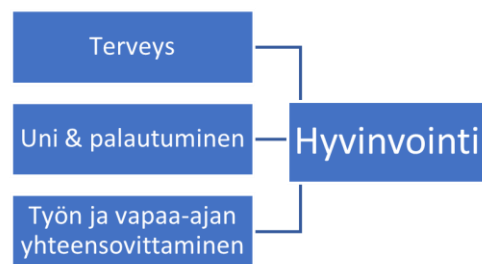 Terveys
Uni & palautuminen
Hyvinvointi
Työn ja vapaa-ajan
yhteensovittaminen